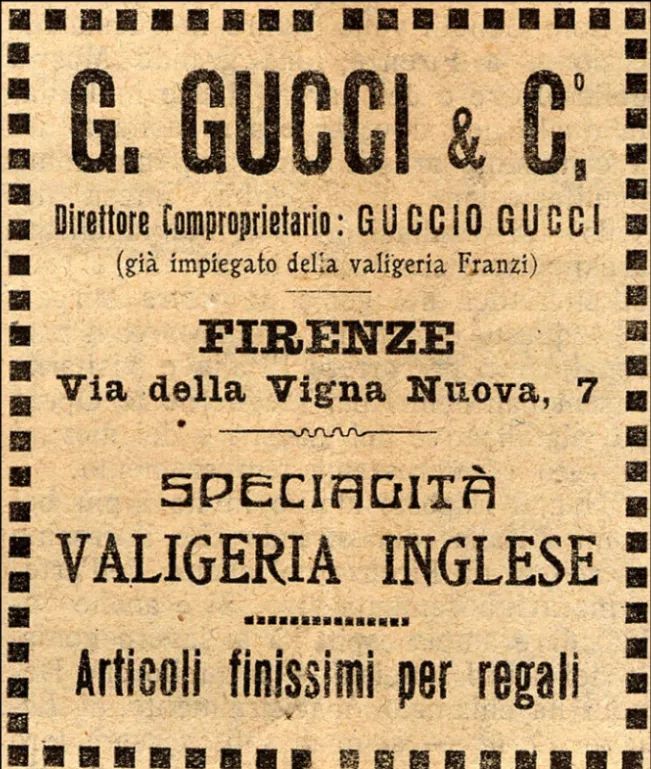 G. GUCCI & Cº.
Direttore Comproprietario: GUCCIO GUCCI
(già impiegato della valigeria Franzi)
FIRENZE
Via della Vigna Nuova, 7
SPECIALITÀ
VALIGERIA INGLESE
Articoli finissimi per regali